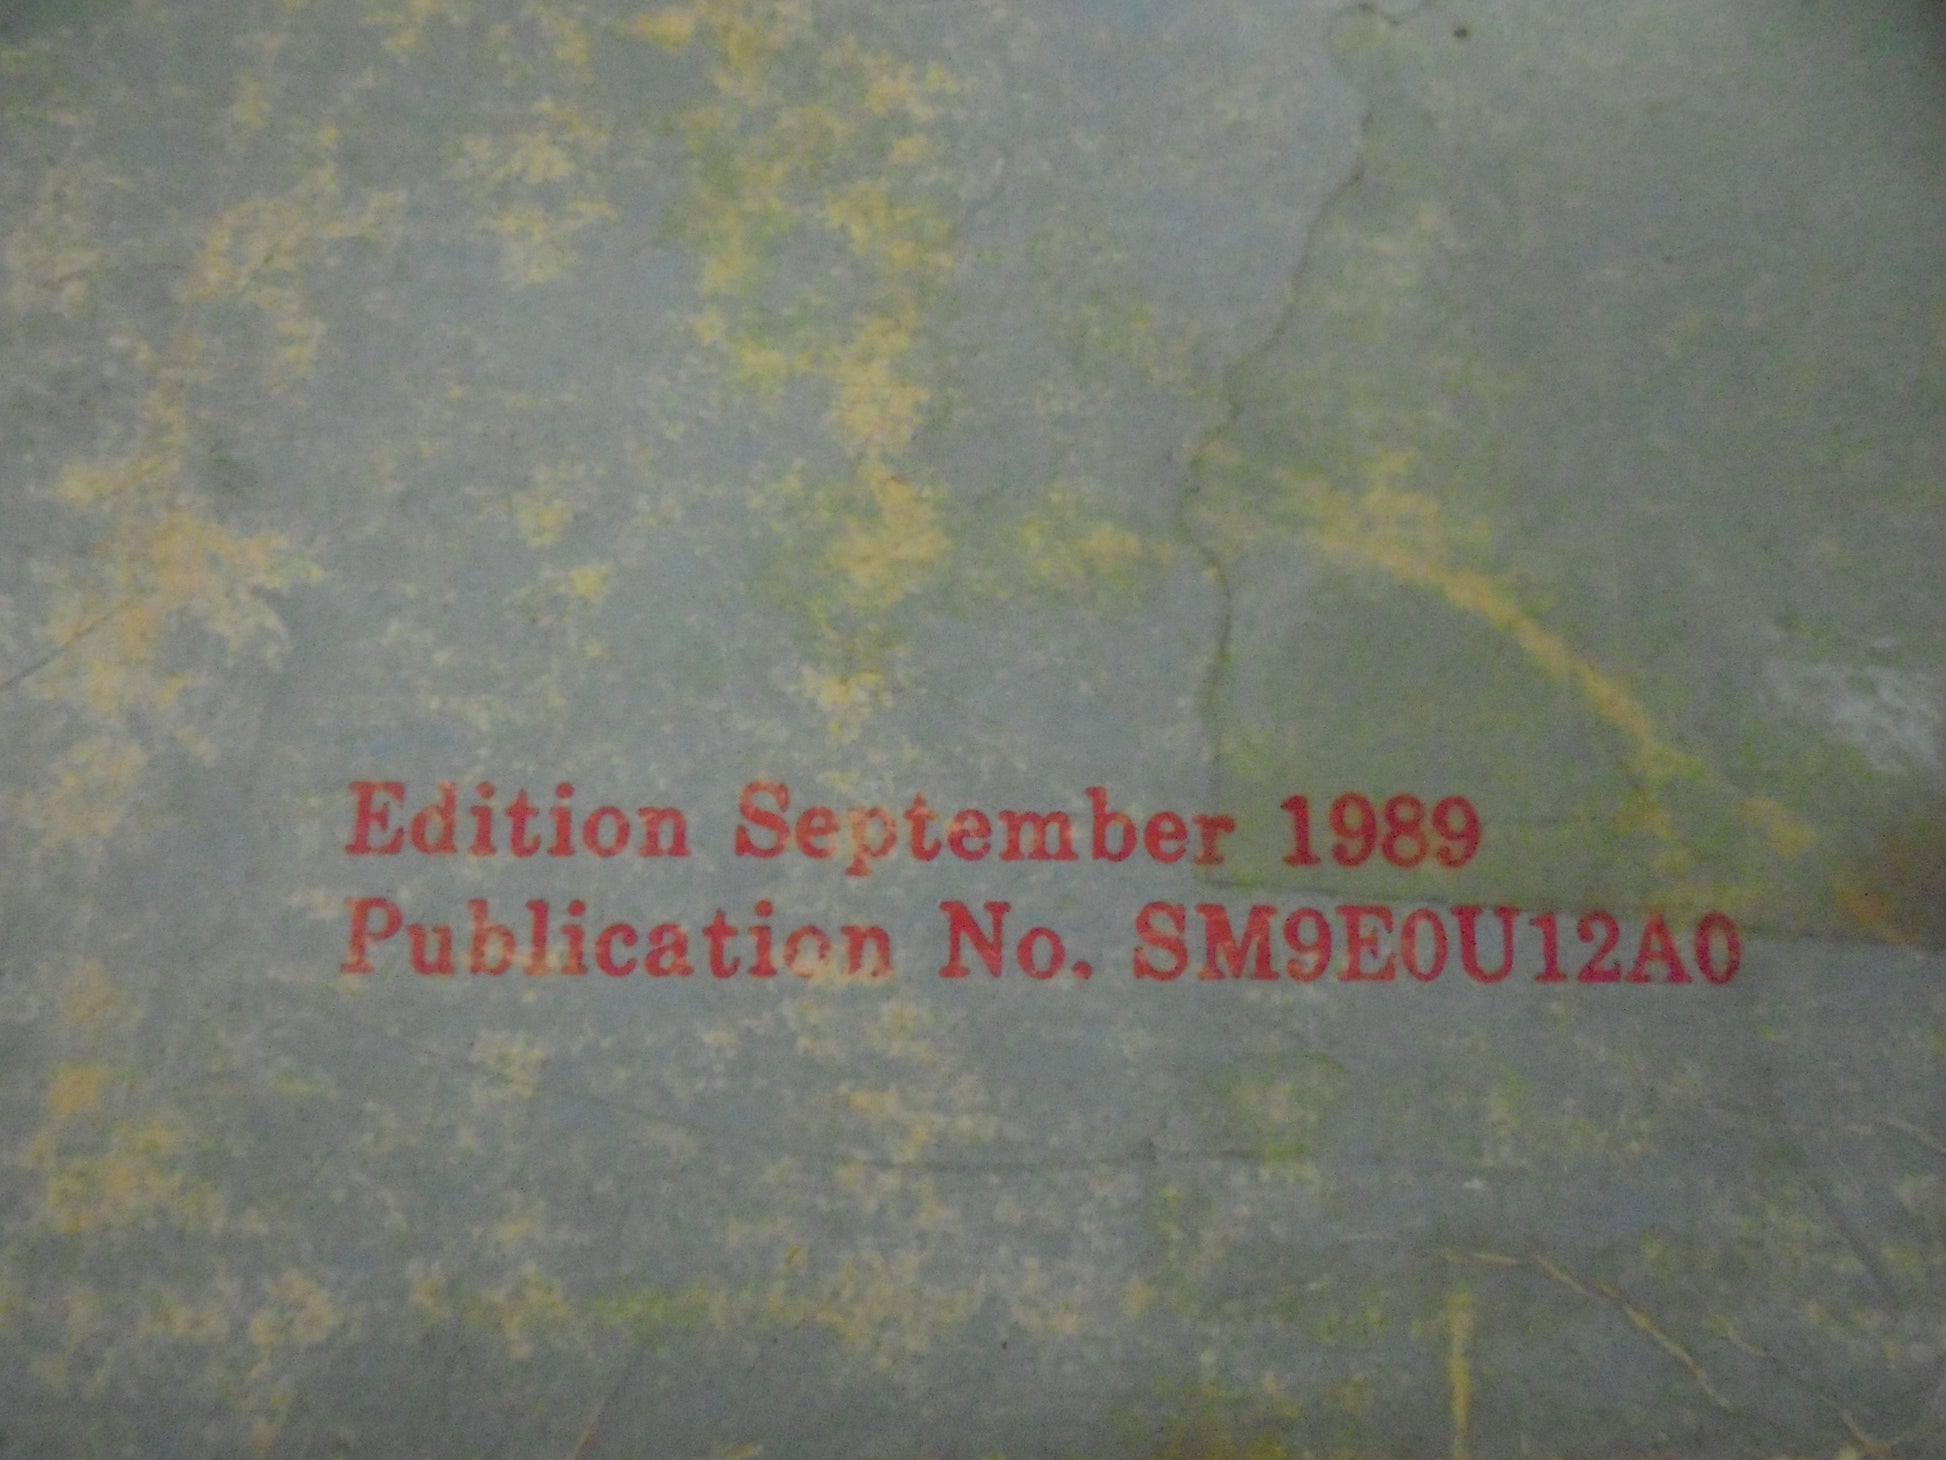 Edition September 1989
Publication No. SM9E0U12A0